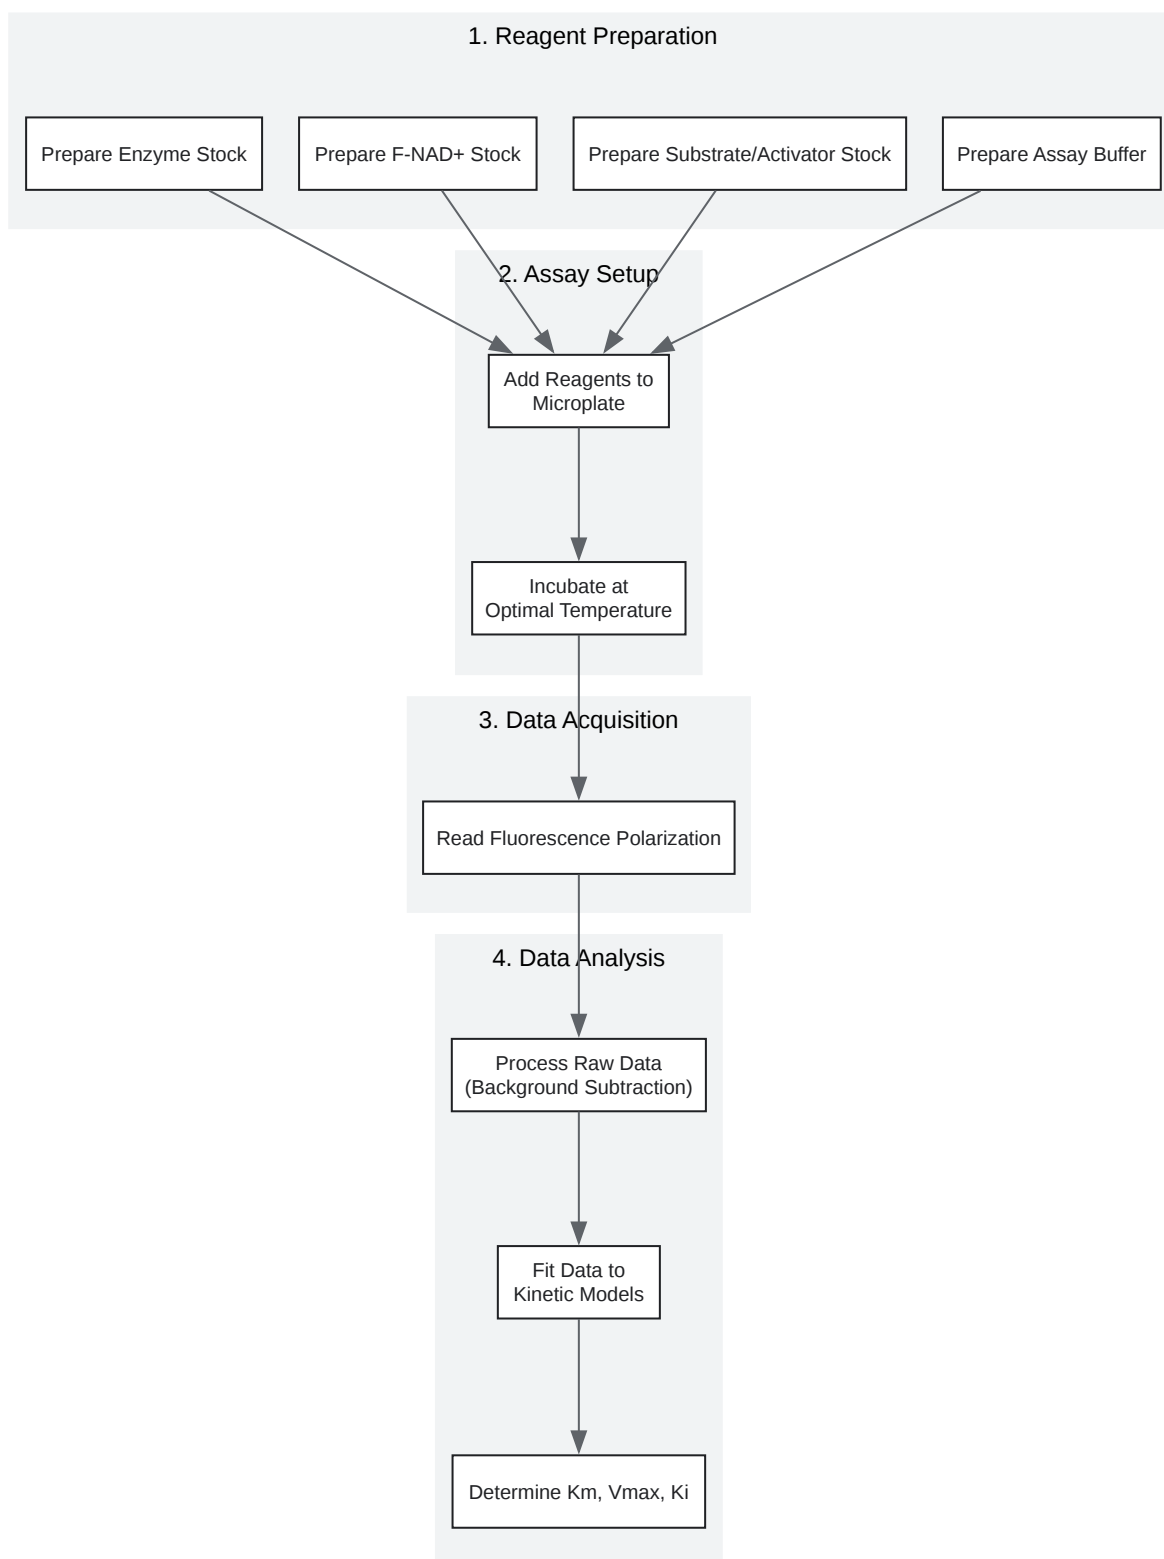 1. Reagent Preparation
Prepare Enzyme Stock
Prepare F-NAD+ Stock
Prepare Substrate/Activator Stock
Prepare Assay Buffer
2. Assay Setup
Add Reagents to
Microplate
Incubate at
Optimal Temperature
3. Data Acquisition
Read Fluorescence Polarization
4. Data Analysis
Process Raw Data
(Background Subtraction)
Fit Data to
Kinetic Models
Determine Km, Vmax, Ki